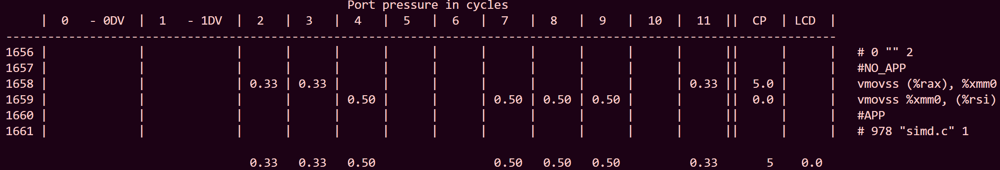 Port pressure in cycles
| 0 - 0DV | 1 - 1DV | 2 | 3 | 4 | 5 | 6 | 7 | 8 | 9 | 10 | 11 || CP | LCD |
-----------------------------------------------------------------------------------------------------------------------
1656 | | | | | | | | | | | || | | # 0 "" 2
1657 | | | | | | | | | | | || | | #NO_APP
1658 | | | 0.33 | 0.33 | | | | | | | | 0.33 || 5.0 | | vmovss (%rax), %xmm0
1659 | | | | | 0.50 | | | 0.50 | 0.50 | 0.50 | | || 0.0 | | vmovss %xmm0, (%rsi)
1660 | | | | | | | | | | | || | | #APP
1661 | | | | | | | | | | | || | | # 978 "simd.c" 1
0.33 0.33 0.50 0.50 0.50 0.50 0.33 5 0.0